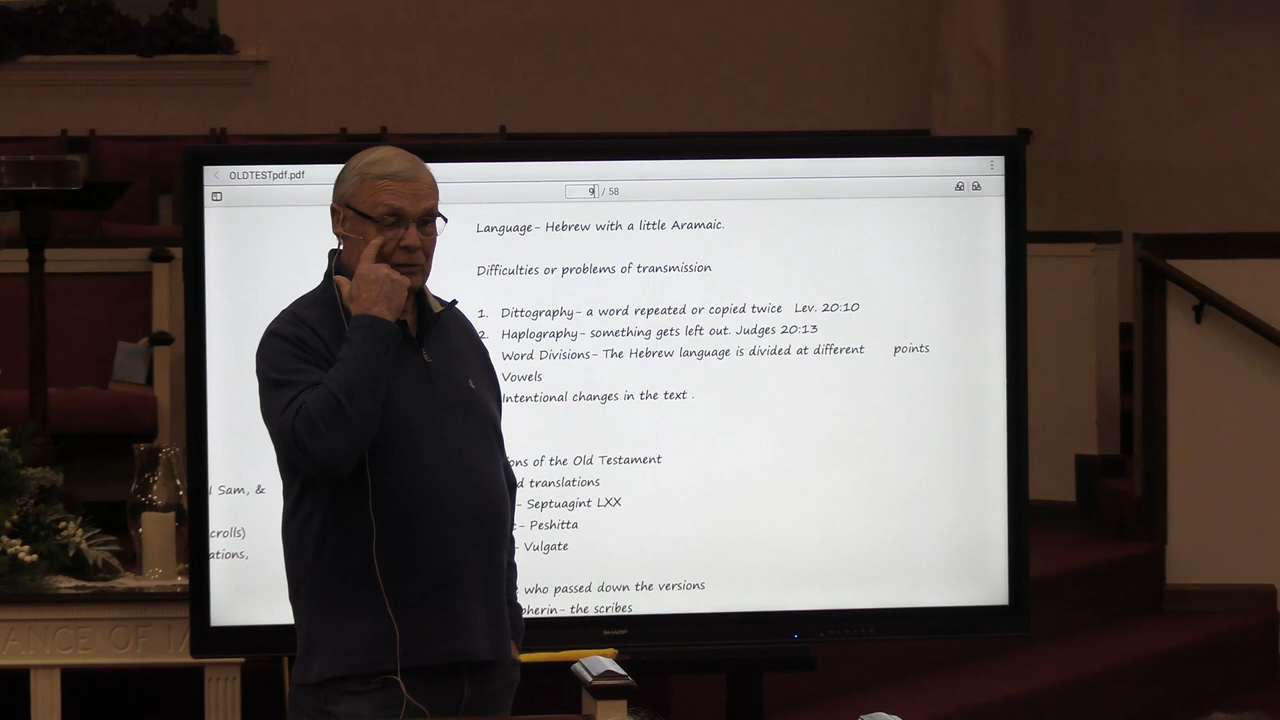 OLDTESTpdf.pdf
9 / 58
Language- Hebrew with a little Aramaic.
Difficulties or problems of transmission
1. Dittography- a word repeated or copied twice Lev. 20:10
2. Haplography- something gets left out. Judges 20:13
Word Divisions- The Hebrew language is divided at different points
Vowels
Intentional changes in the text .
ons of the Old Testament
d translations
- Septuagint LXX
- Peshitta
- Vulgate
who passed down the versions
pherin- the scribes
I Sam, &
crolls)
ations,
SHARP
ANCE OF M